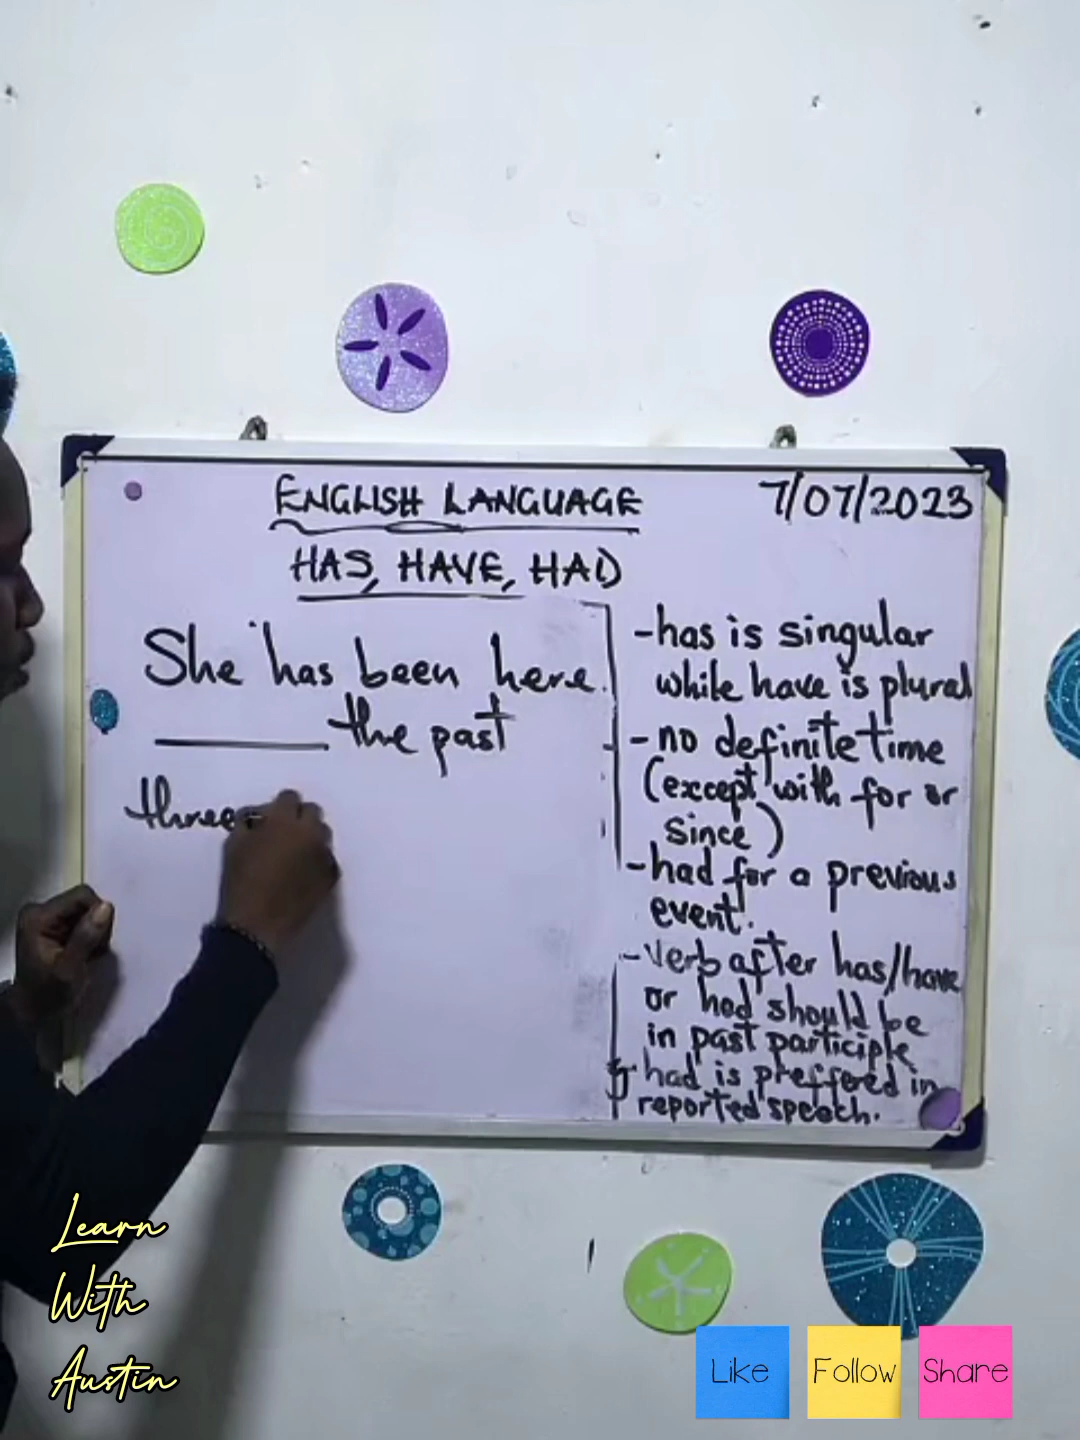 ENGLISH LANGUAGE
7/07/2023
HAS, HAVE, HAD
She has been here
________ the past
three
-has is singular
while have is plural
-no definite time
(except with for or
since)
-had for a previous
event.
-verb after has/have
or had should be
in past participle
- had is preffered in
reported speech.
Learn
With
Austin
Like
Follow
Share